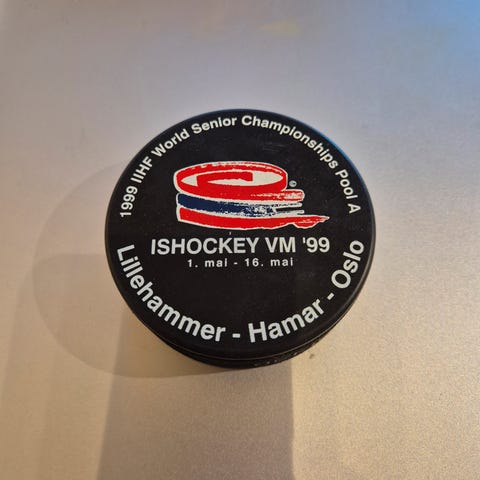 1999 IIHF World Senior Championships Pool A
©
ISHOCKEY VM '99
1. mai - 16. mai
Lillehammer - Hamar - Oslo